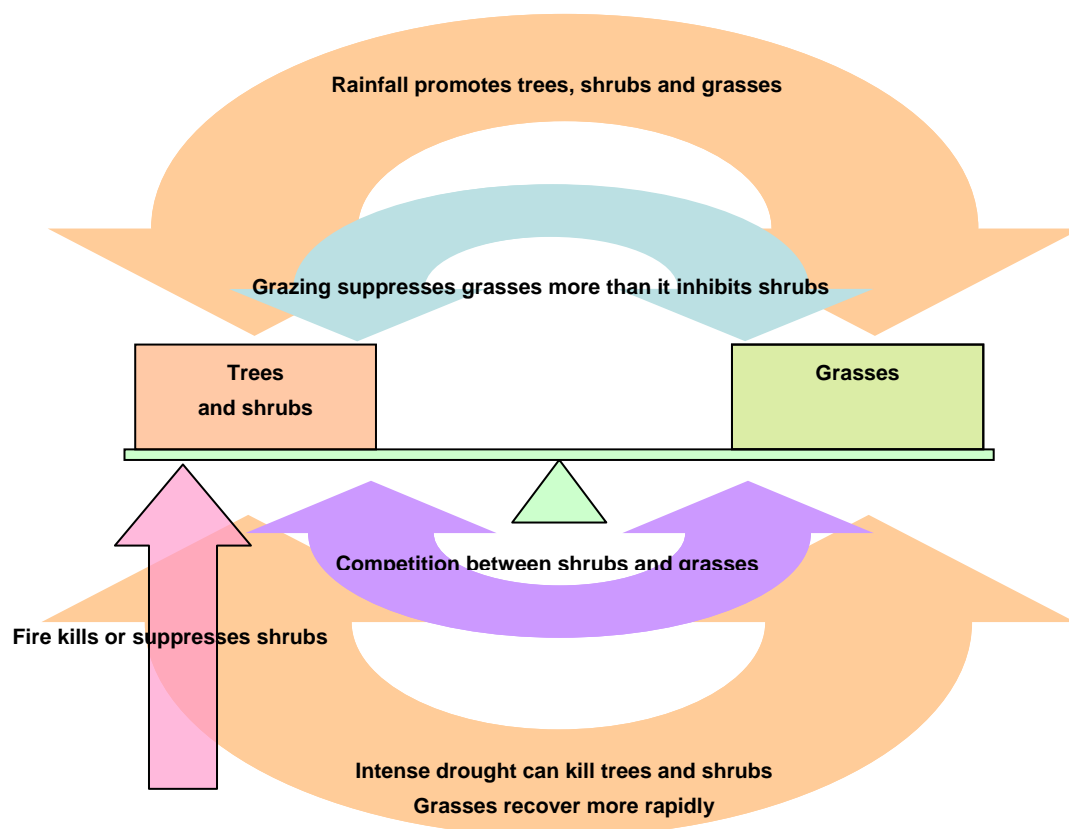 Rainfall promotes trees, shrubs and grasses
Grazing suppresses grasses more than it inhibits shrubs
Trees
and shrubs
Grasses
Competition between shrubs and grasses
Fire kills or suppresses shrubs
Intense drought can kill trees and shrubs
Grasses recover more rapidly